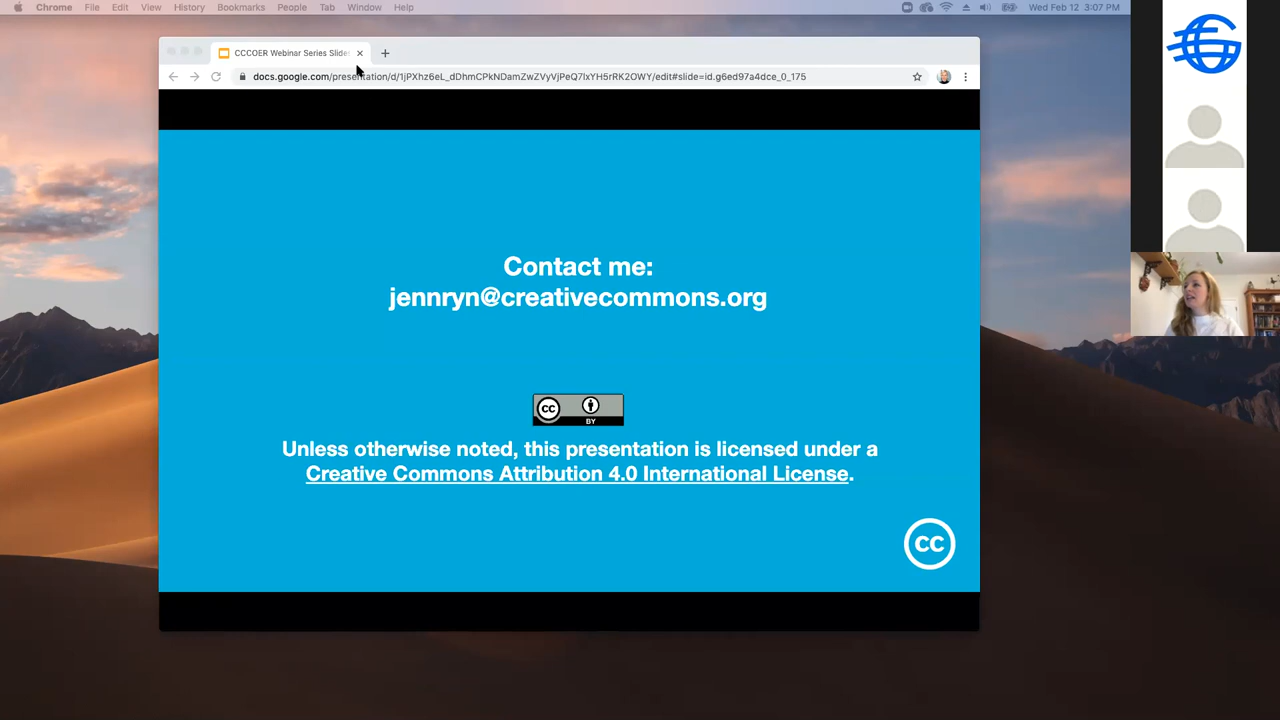 Chrome File Edit View History Bookmarks People Tab Window Help
Wed Feb 12 3:07 PM
CCCOER Webinar Series Slide
docs.google.com/presentation/d/1jPXhz6eL_dDhmCPkNDamZwZVyVjPeQ7lxYH5rRK2OWY/edit#slide=id.g6ed97a4dce_0_175
Contact me:
jennryn@creativecommons.org
cc
BY
Unless otherwise noted, this presentation is licensed under a
Creative Commons Attribution 4.0 International License.
cc